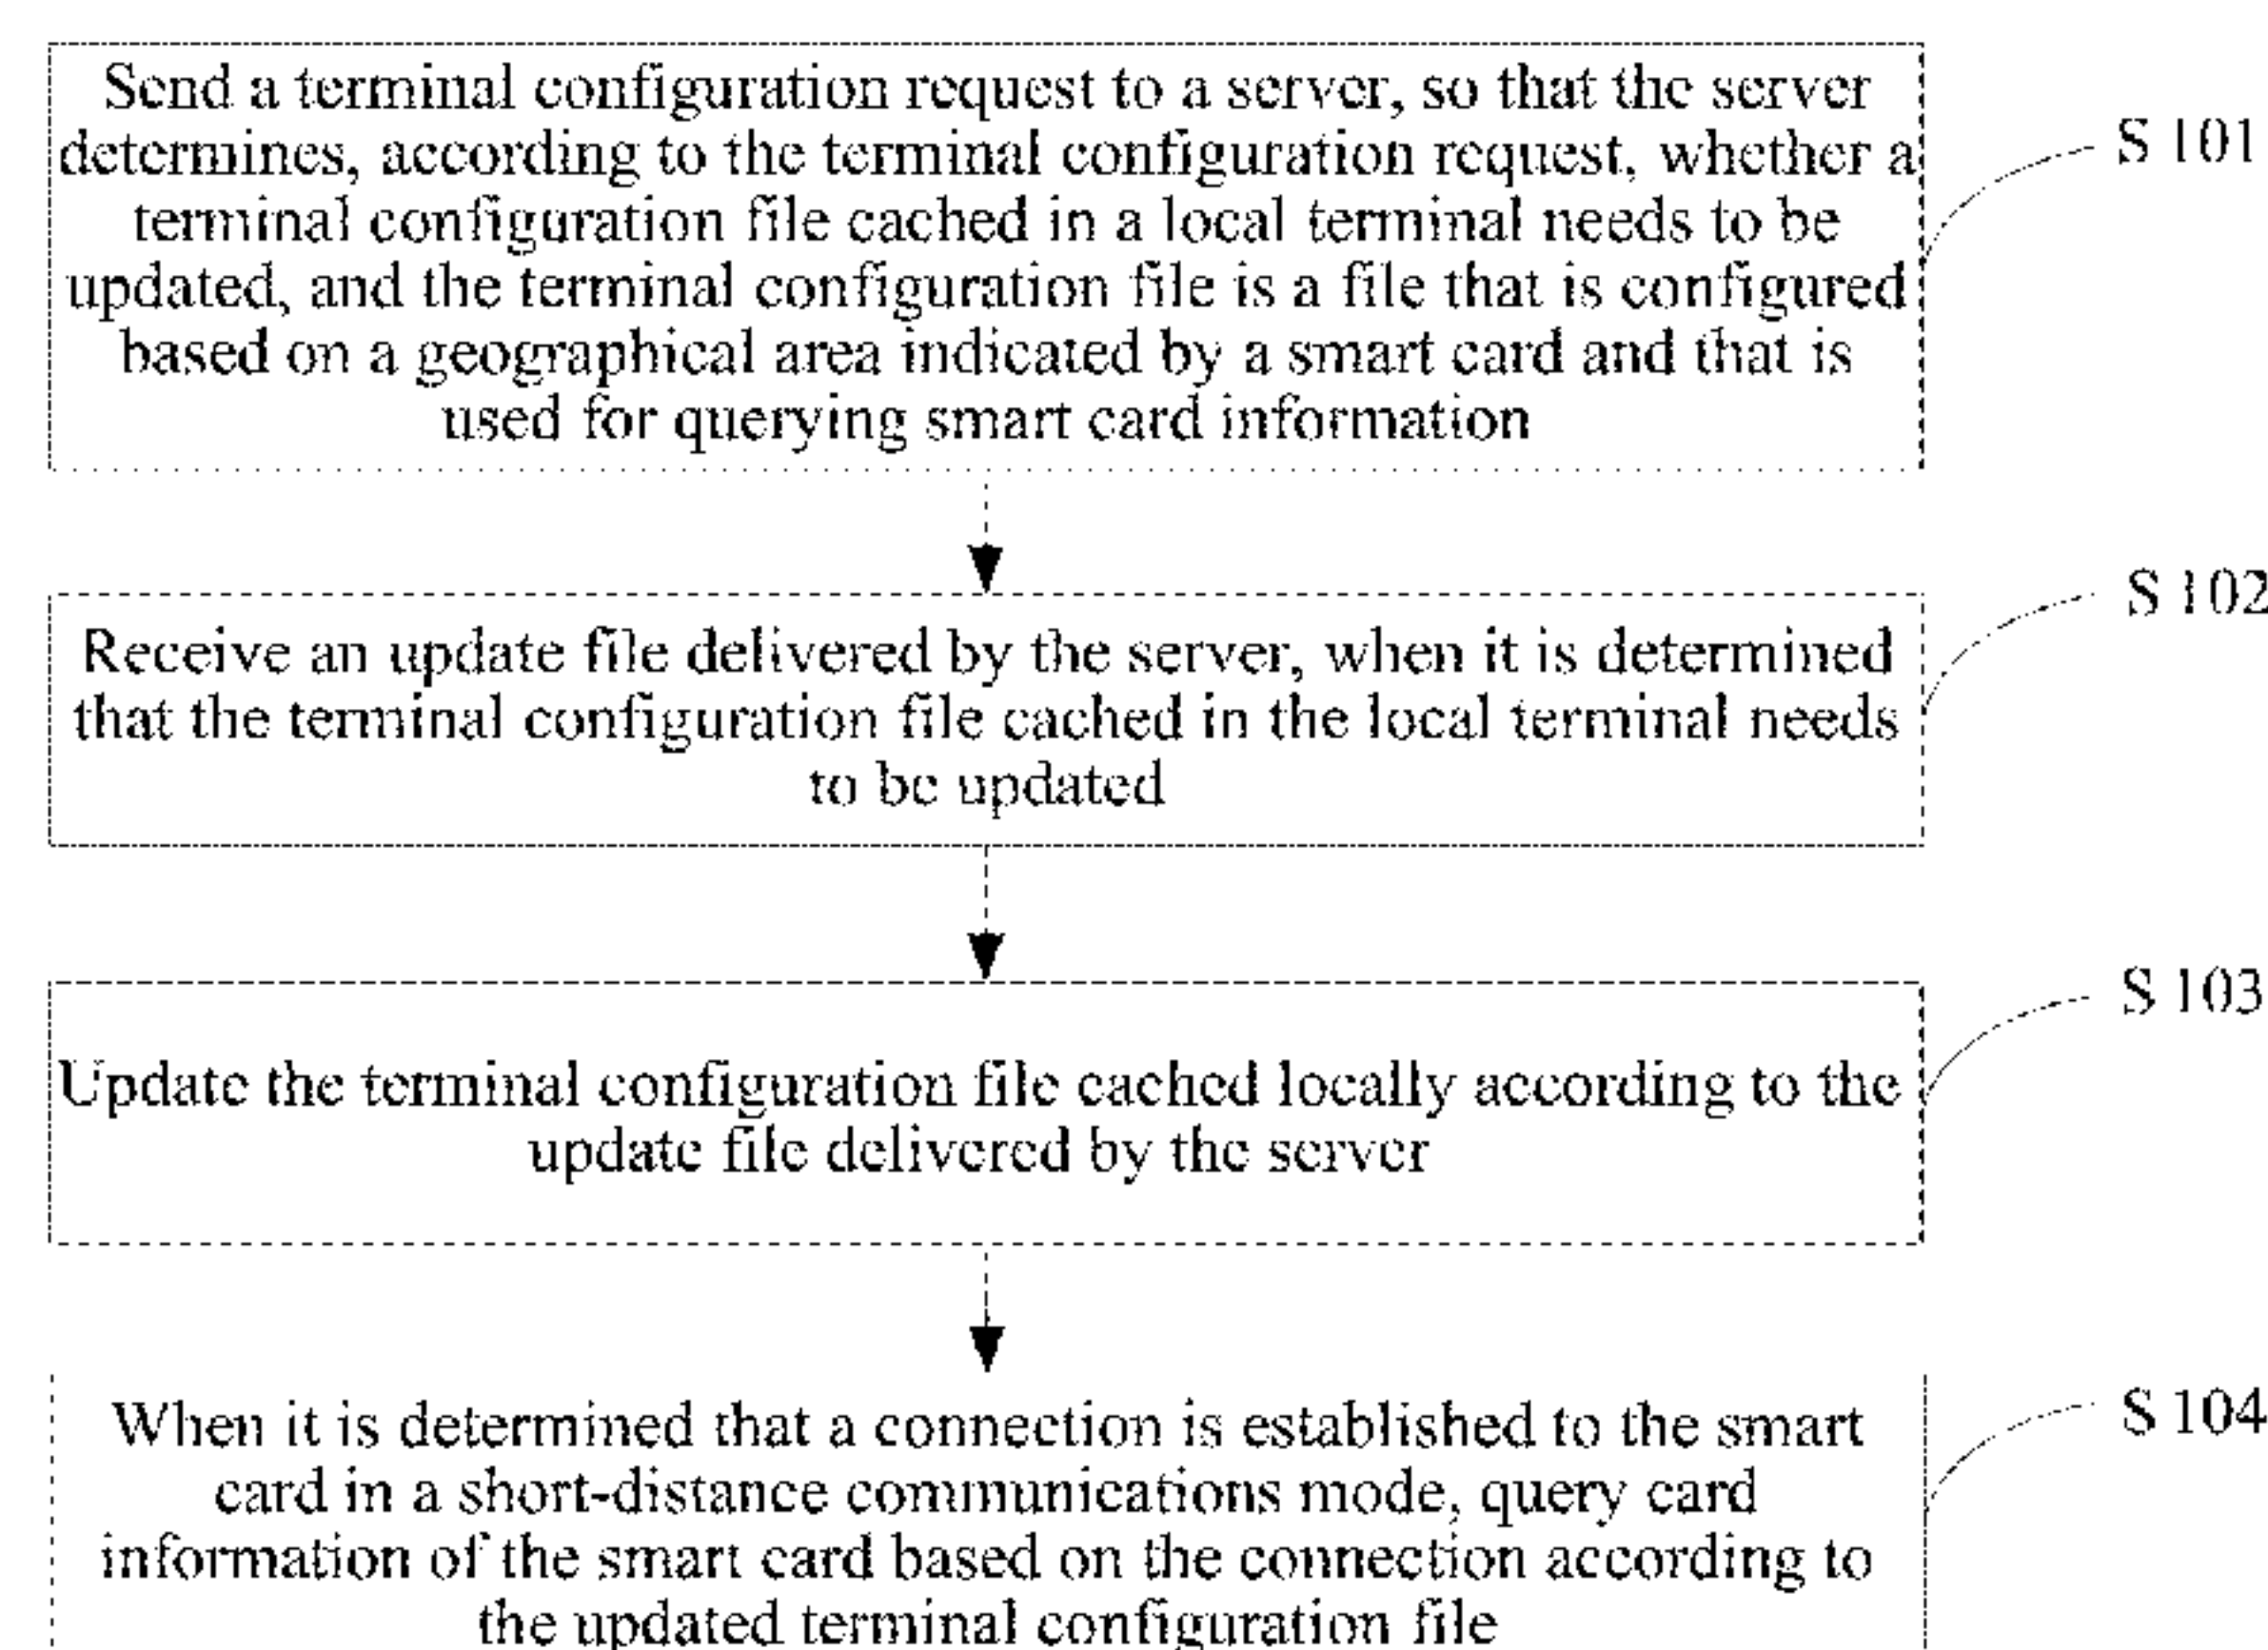 Send a terminal configuration request to a server, so that the server
determines, according to the terminal configuration request, whether a
terminal configuration file cached in a local terminal needs to be
updated, and the terminal configuration file is a file that is configured
based on a geographical area indicated by a smart card and that is
used for querying smart card information
S 101
Receive an update file delivered by the server, when it is determined
that the terminal configuration file cached in the local terminal needs
to be updated
S 102
Update the terminal configuration file cached locally according to the
update file delivered by the server
S 103
When it is determined that a connection is established to the smart
card in a short-distance communications mode, query card
information of the smart card based on the connection according to
the updated terminal configuration file
S 104